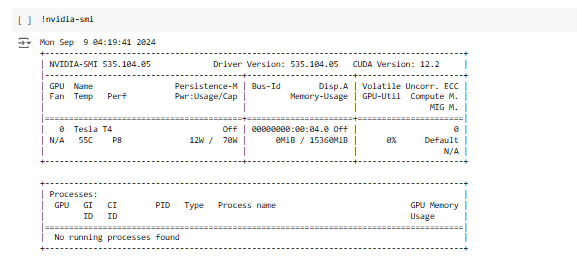 [ ] !nvidia-smi
Mon Sep 9 04:19:41 2024
+---------------------------------------------------------------------------------------+
| NVIDIA-SMI 535.104.05 Driver Version: 535.104.05 CUDA Version: 12.2 |
|-----------------------------------------+----------------------+----------------------+
| GPU Name Persistence-M | Bus-Id Disp.A | Volatile Uncorr. ECC |
| Fan Temp Perf Pwr:Usage/Cap | Memory-Usage | GPU-Util Compute M. |
| | | MIG M. |
|=========================================+======================+======================|
| 0 Tesla T4 Off | 00000000:00:04.0 Off | 0 |
| N/A 55C P8 12W / 70W | 0MiB / 15360MiB | 0% Default |
| | | N/A |
+-----------------------------------------+----------------------+----------------------+
+---------------------------------------------------------------------------------------+
| Processes: |
| GPU GI CI PID Type Process name GPU Memory |
| ID ID Usage |
|=======================================================================================|
| No running processes found |
+---------------------------------------------------------------------------------------+